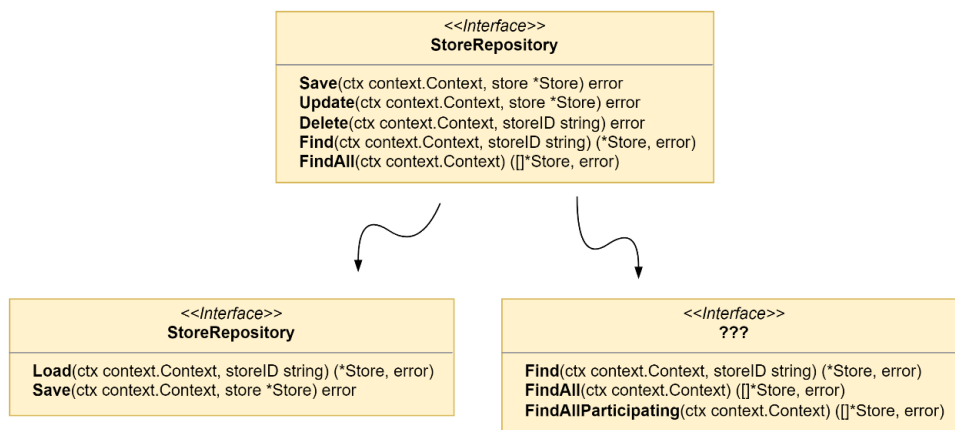 <<Interface>>
StoreRepository
Save(ctx context.Context, store *Store) error
Update(ctx context.Context, store *Store) error
Delete(ctx context.Context, storeID string) error
Find(ctx context.Context, storeID string) (*Store, error)
FindAll(ctx context.Context) ([]*Store, error)
<<Interface>>
StoreRepository
Load(ctx context.Context, storeID string) (*Store, error)
Save(ctx context.Context, store *Store) error
<<Interface>>
???
Find(ctx context.Context, storeID string) (*Store, error)
FindAll(ctx context.Context) ([]*Store, error)
FindAllParticipating(ctx context.Context) ([]*Store, error)